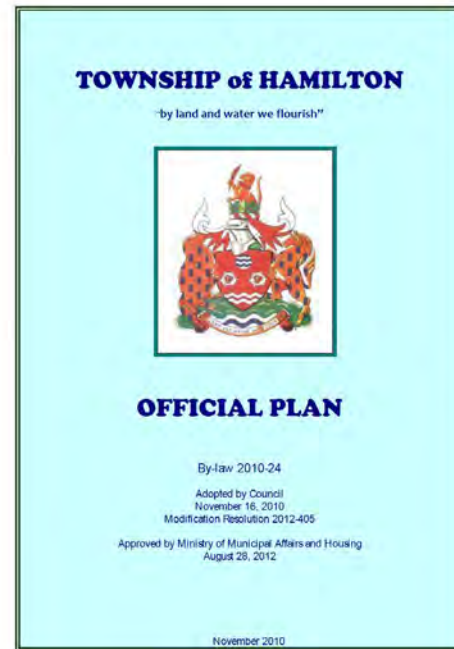 TOWNSHIP of HAMILTON
"by land and water we flourish"
OFFICIAL PLAN
By-law 2010-24
Adopted by Council
November 16, 2010
Modification Resolution 2012-405
Approved by Ministry of Municipal Affairs and Housing
August 28, 2012
November 2010